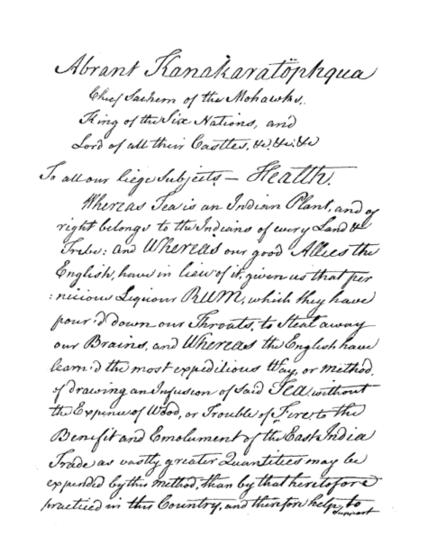 Abrant Kanakaratophqua
Chief Sachem of the Mohawks,
King of the Six Nations, and
Lord of all their Castles, &c. &c. &c
To all our liege Subjects — Health.
Whereas Tea is an Indian Plant, and of
right belongs to the Indians of every Land &
Tribe: and Whereas our good Allies the
English, have in lieu of it, given us that per
:nicious Liquour RUM, which they have
pour'd down our Throats, to Steal away
our Brains, and Whereas the English have
learn'd the most expeditious Way, or method.
of drawing an Infusion of said Tea, without
the Expence of Wood, or Trouble of Fire, to the
Benefit and Emolument of the East India
Trade, as vastly greater Quantities may be
expended by this method, than by that heretofore
practiced in this Country, and therefore help, to
support